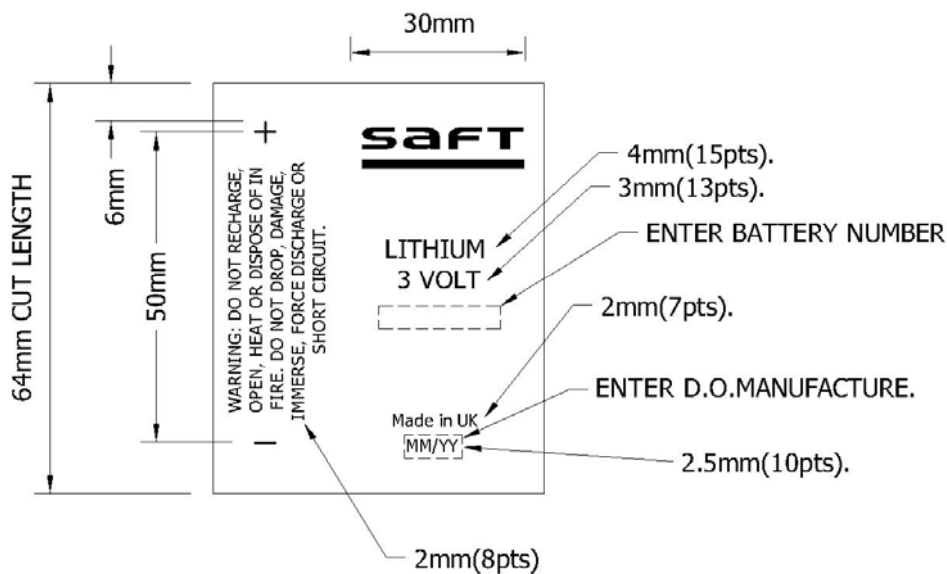 30mm
saft
4mm(15pts).
3mm(13pts).
ENTER BATTERY NUMBER
LITHIUM
3 VOLT
2mm(7pts).
ENTER D.O.MANUFACTURE.
Made in UK
MM/YY
2.5mm(10pts).
2mm(8pts)
64mm CUT LENGTH
6mm
50mm
+
WARNING: DO NOT RECHARGE,
OPEN, HEAT OR DISPOSE OF IN
FIRE. DO NOT DROP, DAMAGE,
IMMERSE, FORCE DISCHARGE OR
SHORT CIRCUIT.
–